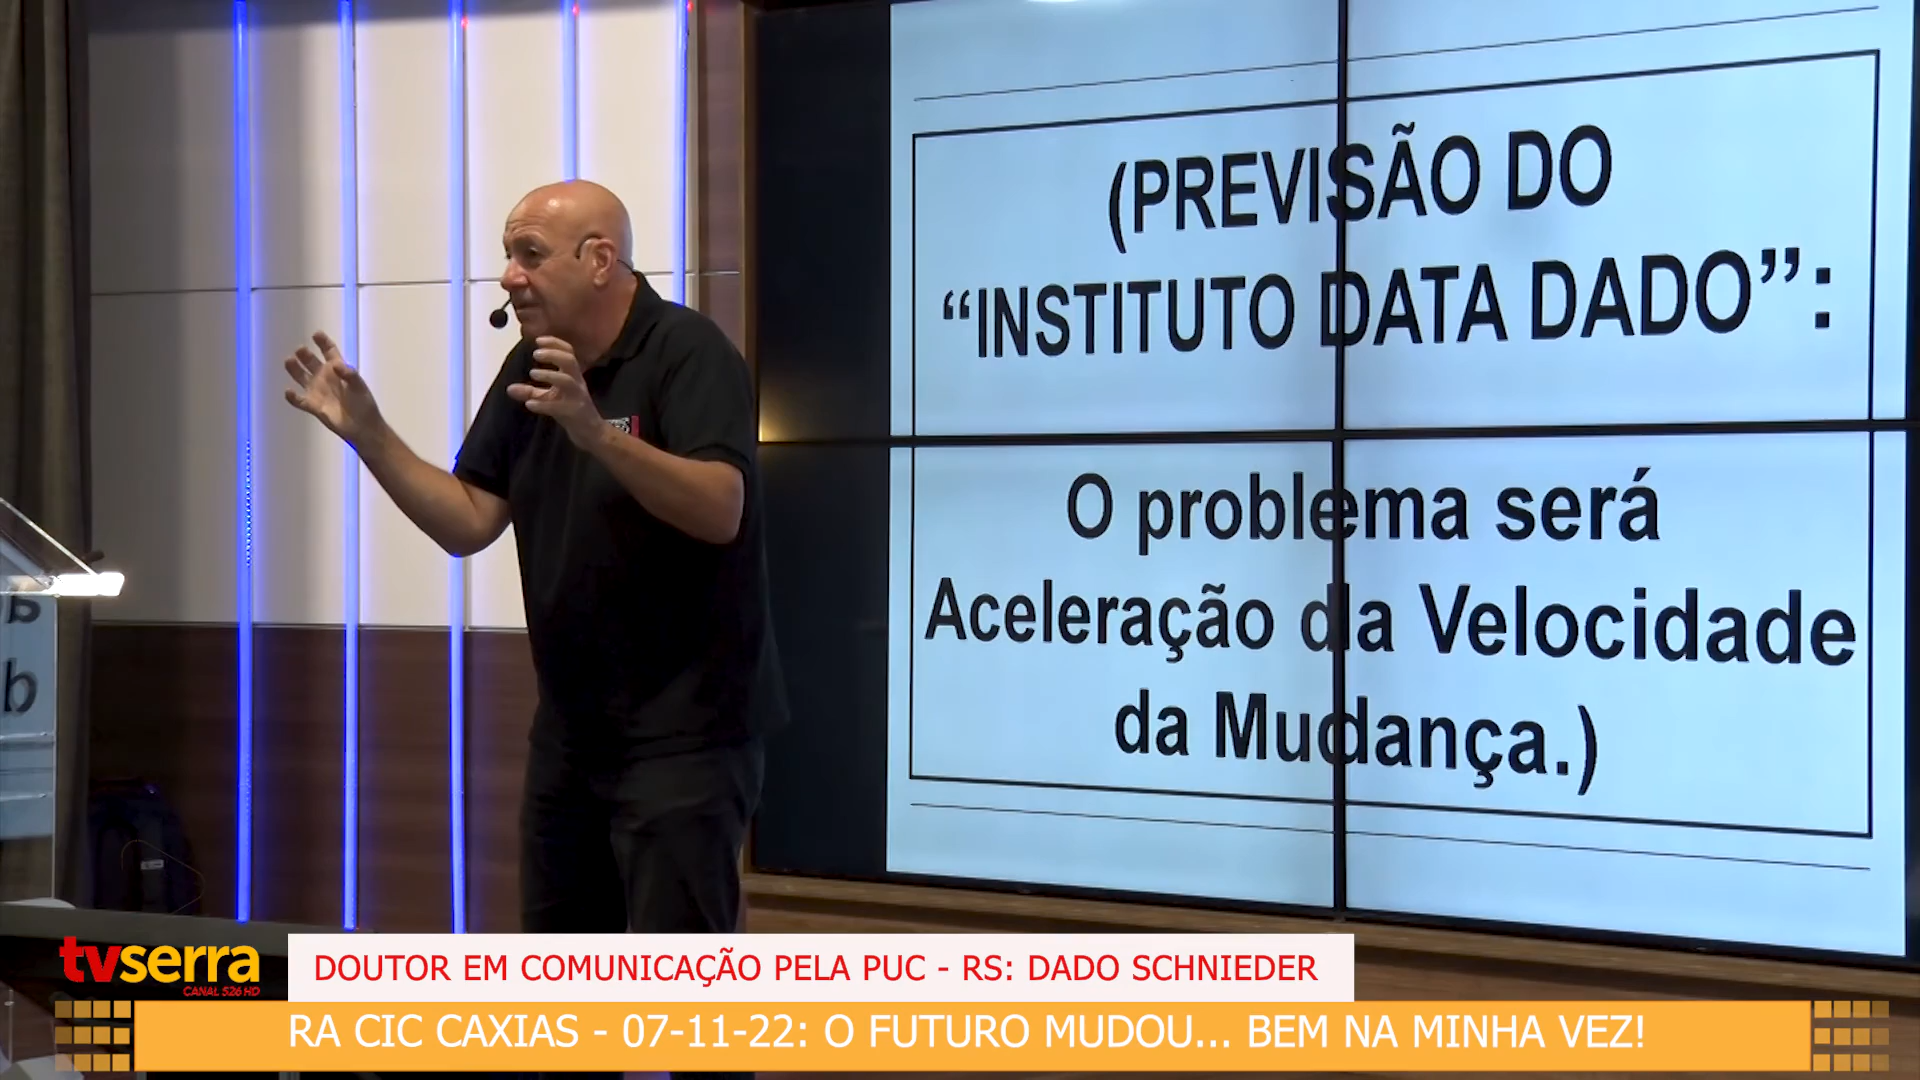 (PREVISÃO DO
“INSTITUTO DATA DADO”:
O problema será
Aceleração da Velocidade
da Mudança.)
tvserra
CANAL 526 HD
DOUTOR EM COMUNICAÇÃO PELA PUC - RS: DADO SCHNIEDER
RA CIC CAXIAS - 07-11-22: O FUTURO MUDOU... BEM NA MINHA VEZ!